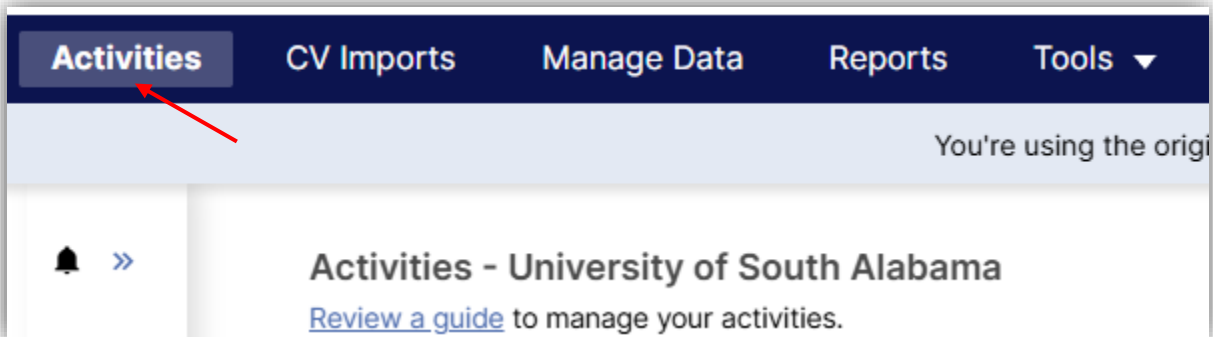 Activities CV Imports Manage Data Reports Tools
You're using the origi
Activities - University of South Alabama
Review a guide to manage your activities.